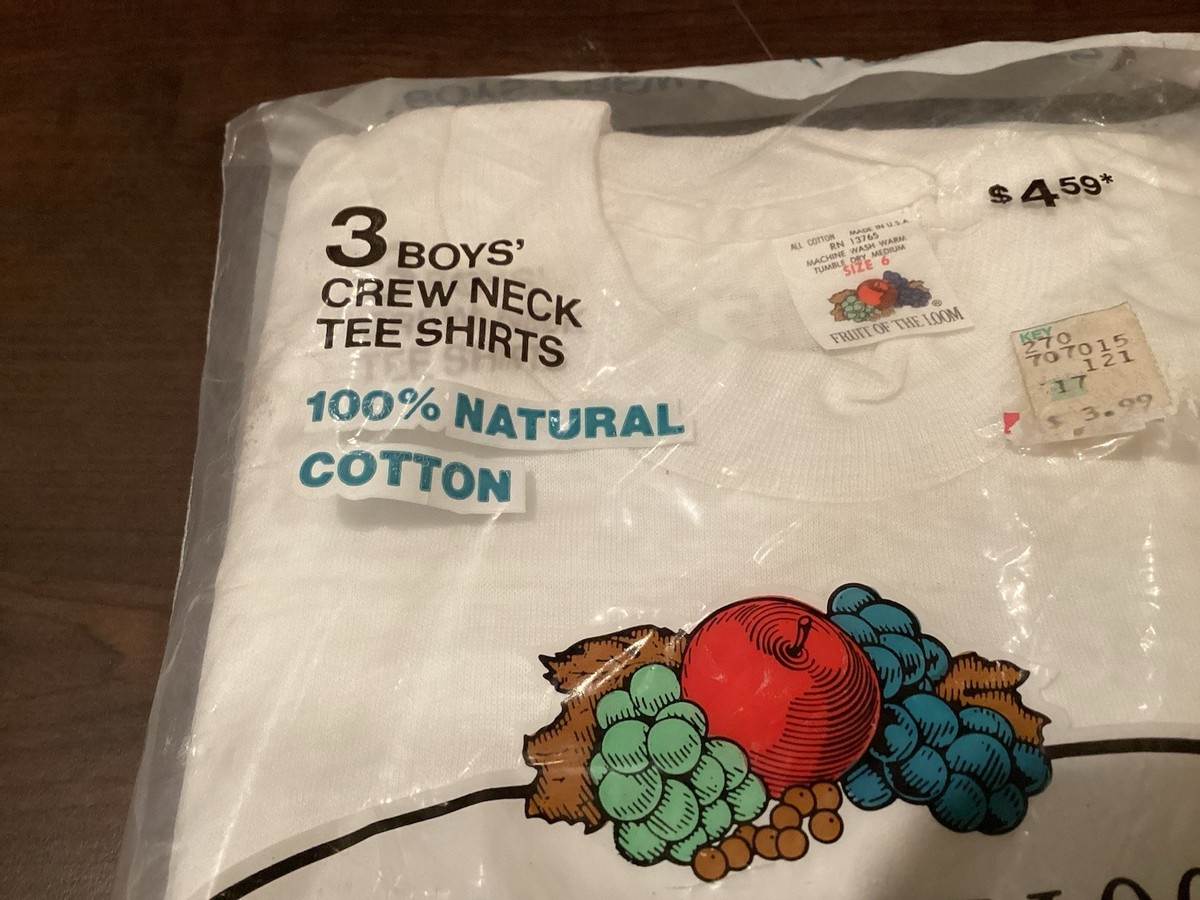 $ 4 59*
3 BOYS'
CREW NECK
TEE SHIRTS
100% NATURAL
COTTON
ALL COTTON MADE IN U.S.A.
RN 13765
MACHINE WASH WARM
TUMBLE DRY MEDIUM
SIZE 6
®
FRUIT OF THE LOOM
KEY
270
707015
121
17
$ 3.99